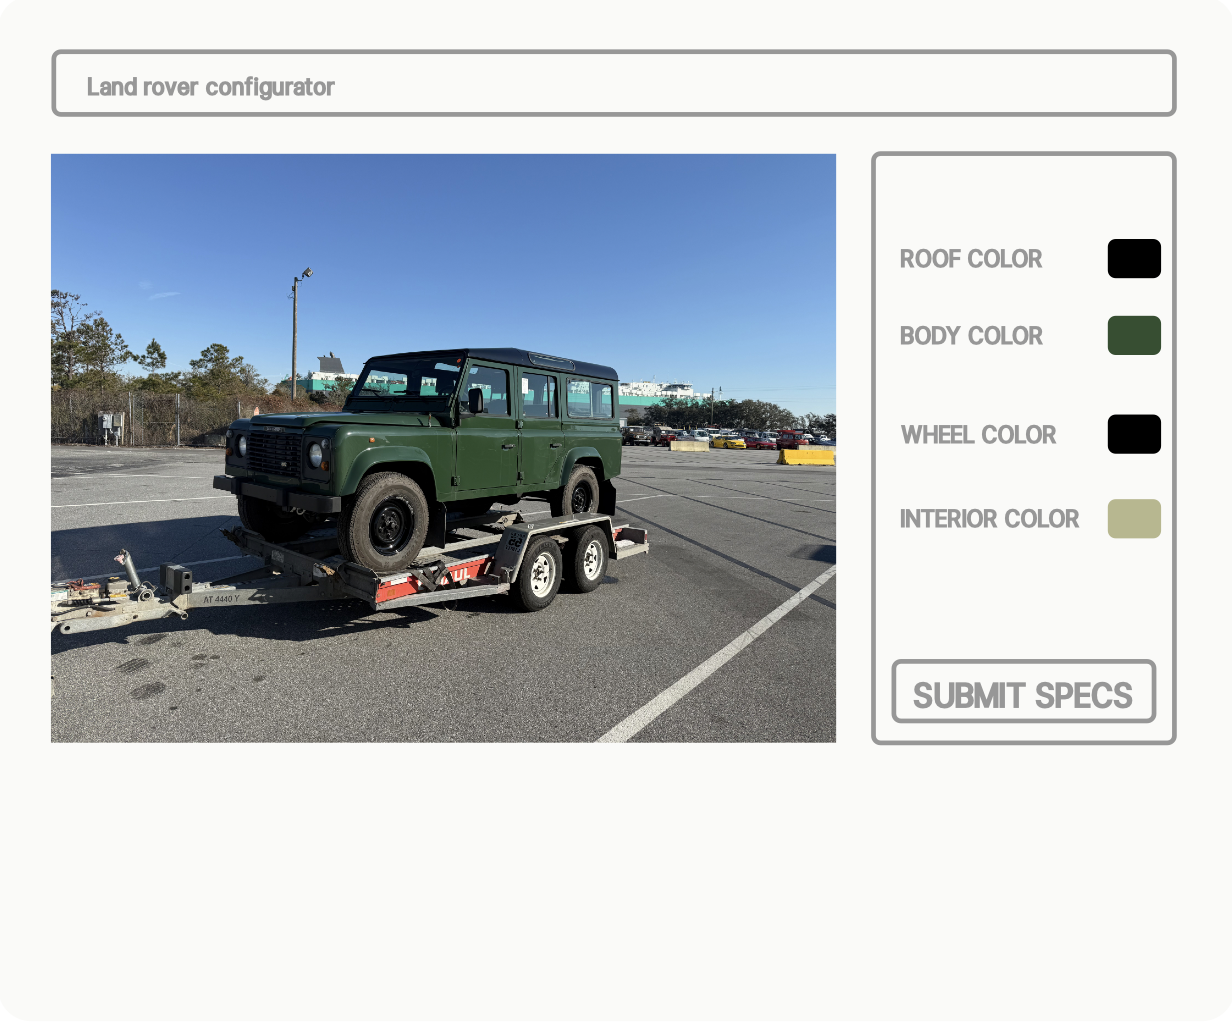 Land rover configurator
ROOF COLOR
BODY COLOR
WHEEL COLOR
INTERIOR COLOR
AT 4440 Y
SUBMIT SPECS